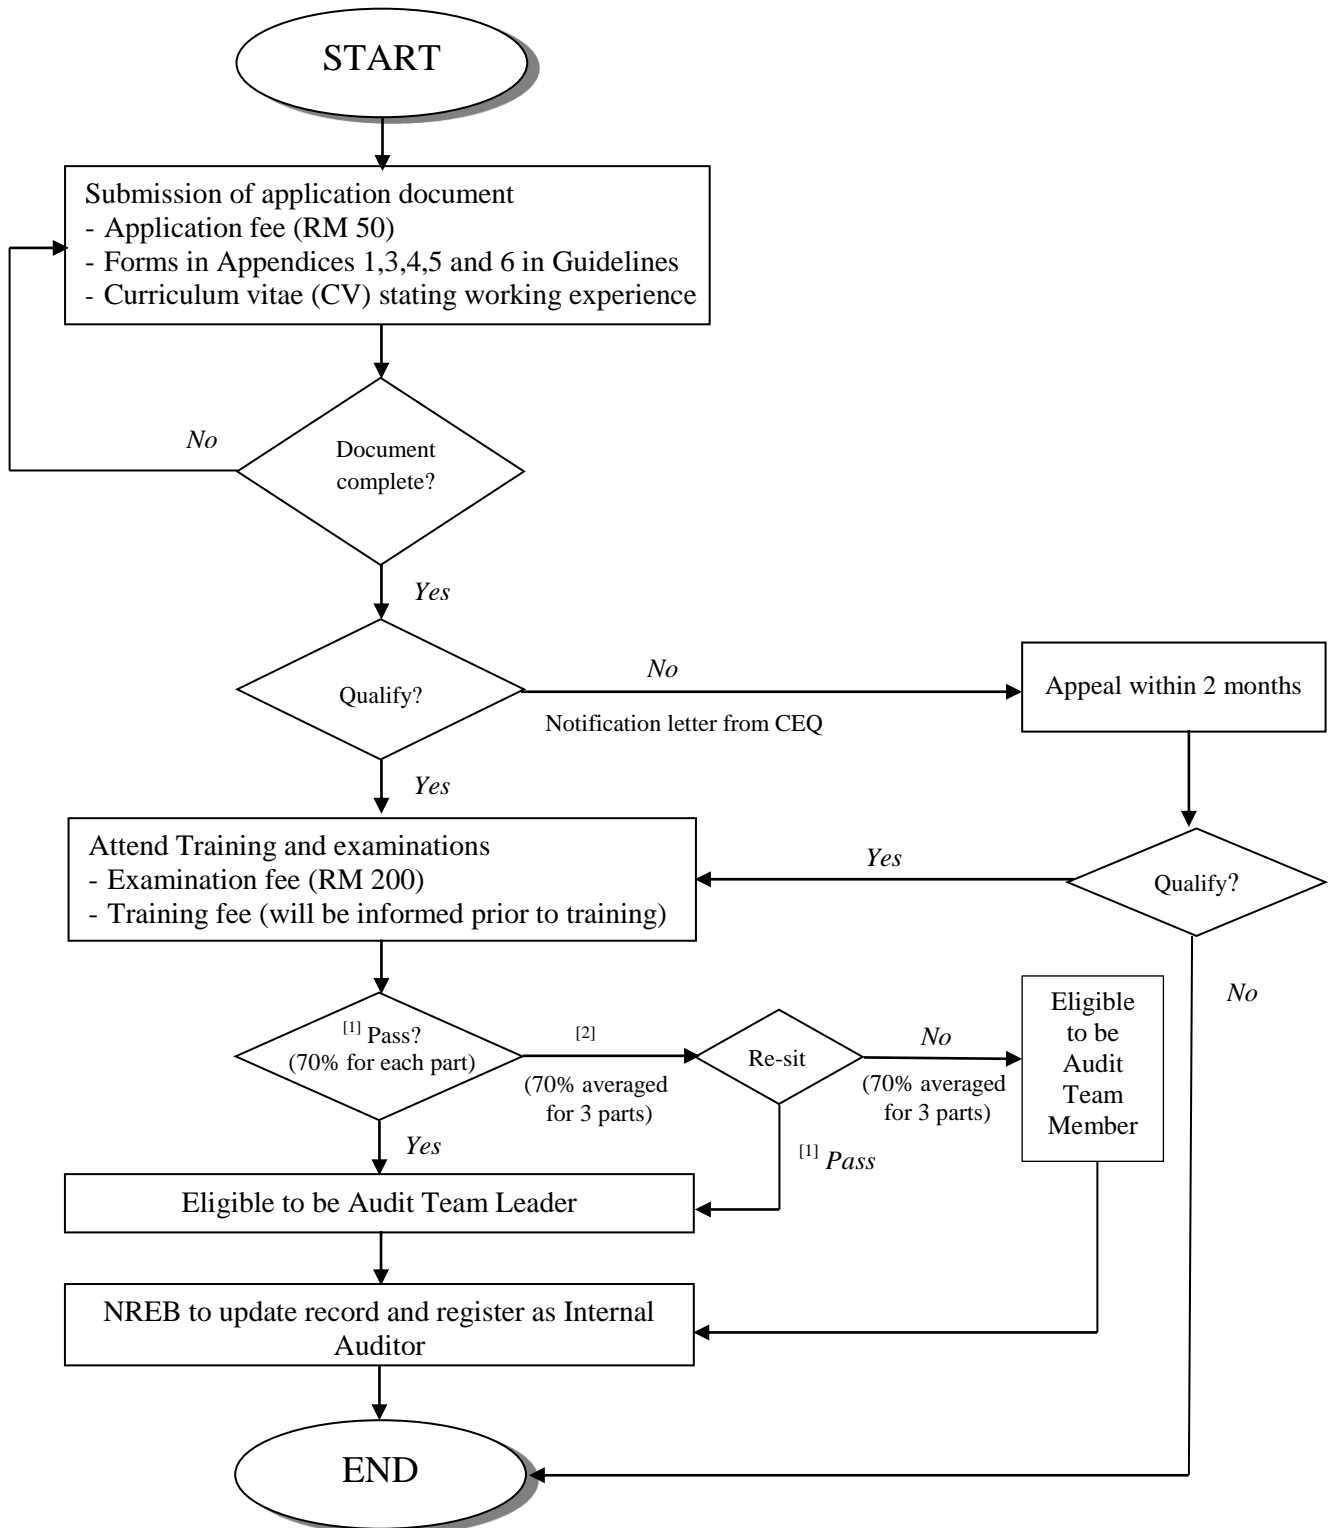 START
Submission of application document
- Application fee (RM 50)
- Forms in Appendices 1,3,4,5 and 6 in Guidelines
- Curriculum vitae (CV) stating working experience
No
Document
complete?
Yes
Qualify?
No
Notification letter from CEQ
Appeal within 2 months
Yes
Attend Training and examinations
- Examination fee (RM 200)
- Training fee (will be informed prior to training)
Yes
Qualify?
No
[1] Pass?
(70% for each part)
[2]
(70% averaged
for 3 parts)
Re-sit
No
(70% averaged
for 3 parts)
Eligible
to be
Audit
Team
Member
Yes
[1] Pass
Eligible to be Audit Team Leader
NREB to update record and register as Internal
Auditor
END